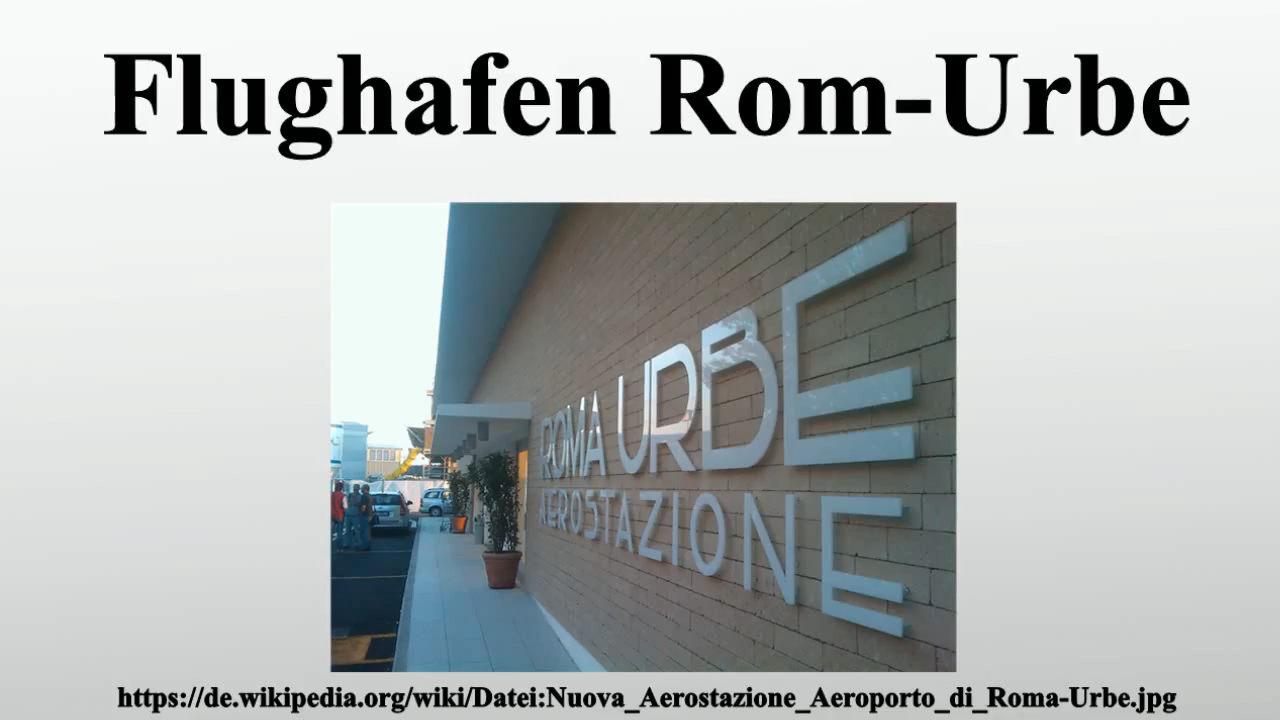 Flughafen Rom-Urbe
ROMA URBE
AEROSTAZIONE
https://de.wikipedia.org/wiki/Datei:Nuova_Aerostazione_Aeroporto_di_Roma-Urbe.jpg